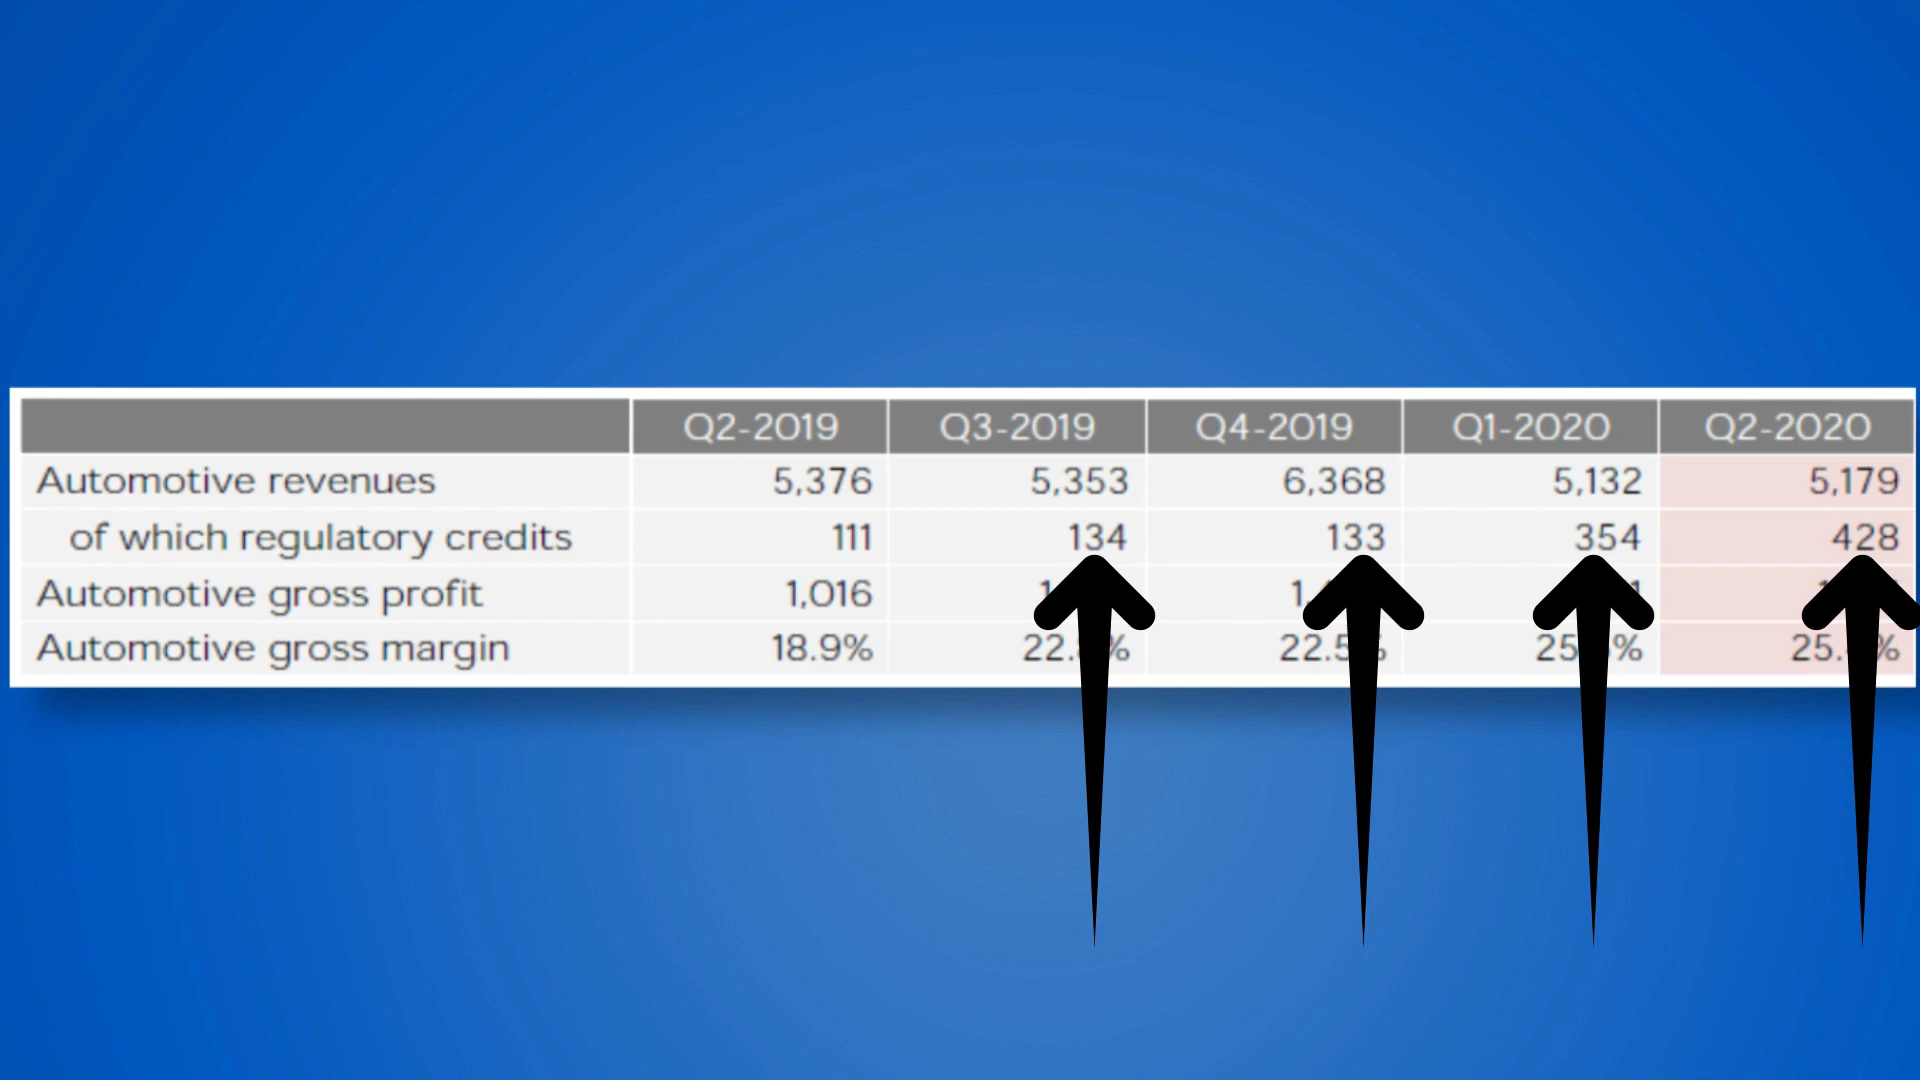 Q2-2019 Q3-2019 Q4-2019 Q1-2020 Q2-2020
Automotive revenues 5,376 5,353 6,368 5,132 5,179
of which regulatory credits 111 134 133 354 428
Automotive gross profit 1,016
Automotive gross margin 18.9%